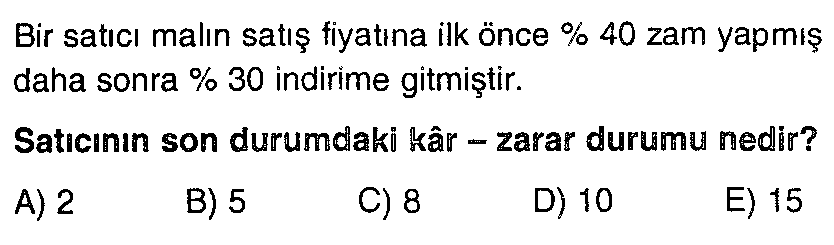 Bir satıcı malın satış fiyatına ilk önce % 40 zam yapmış
daha sonra % 30 indirime gitmiştir.
Satıcının son durumdaki kâr – zarar durumu nedir?
A) 2 B) 5 C) 8 D) 10 E) 15